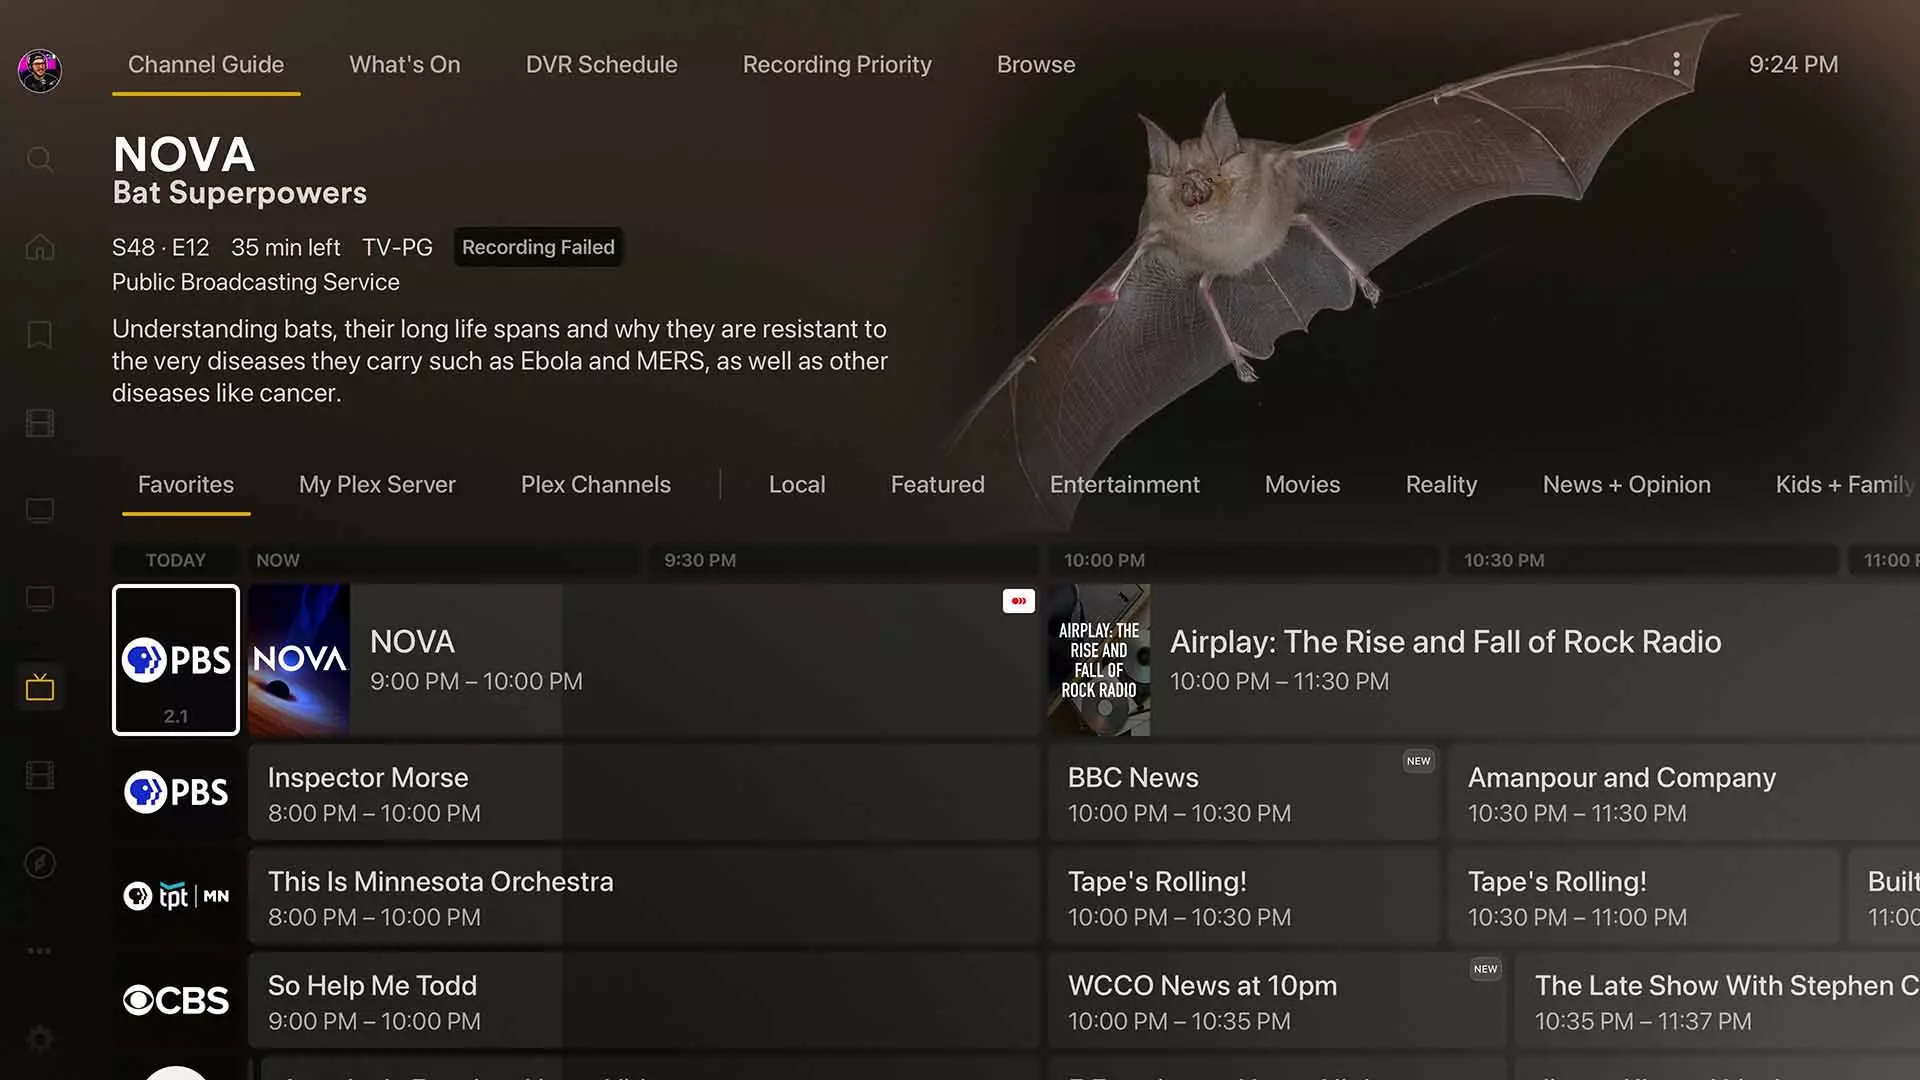 Channel Guide
What's On
DVR Schedule
Recording Priority
Browse
9:24 PM
NOVA
Bat Superpowers
S48 · E12 35 min left TV-PG Recording Failed
Public Broadcasting Service
Understanding bats, their long life spans and why they are resistant to
the very diseases they carry such as Ebola and MERS, as well as other
diseases like cancer.
Favorites
My Plex Server
Plex Channels
Local
Featured
Entertainment
Movies
Reality
News + Opinion
Kids + Family
TODAY
NOW
9:30 PM
10:00 PM
10:30 PM
11:00
PBS
2.1
NOVA
NOVA
9:00 PM – 10:00 PM
AIRPLAY: THE
RISE AND
FALL OF
ROCK RADIO
Airplay: The Rise and Fall of Rock Radio
10:00 PM – 11:30 PM
PBS
Inspector Morse
8:00 PM – 10:00 PM
BBC News
10:00 PM – 10:30 PM
NEW
Amanpour and Company
10:30 PM – 11:30 PM
tpt | MN
This Is Minnesota Orchestra
8:00 PM – 10:00 PM
Tape's Rolling!
10:00 PM – 10:30 PM
Tape's Rolling!
10:30 PM – 11:00 PM
Built
11:00
CBS
So Help Me Todd
9:00 PM – 10:00 PM
WCCO News at 10pm
10:00 PM – 10:35 PM
NEW
The Late Show With Stephen C
10:35 PM – 11:37 PM